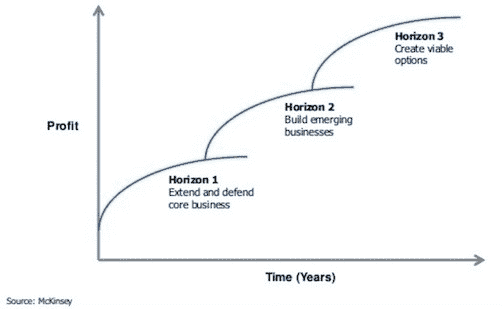 Horizon 3
Create viable
options
Profit
Horizon 2
Build emerging
businesses
Horizon 1
Extend and defend
core business
Time (Years)
Source: McKinsey